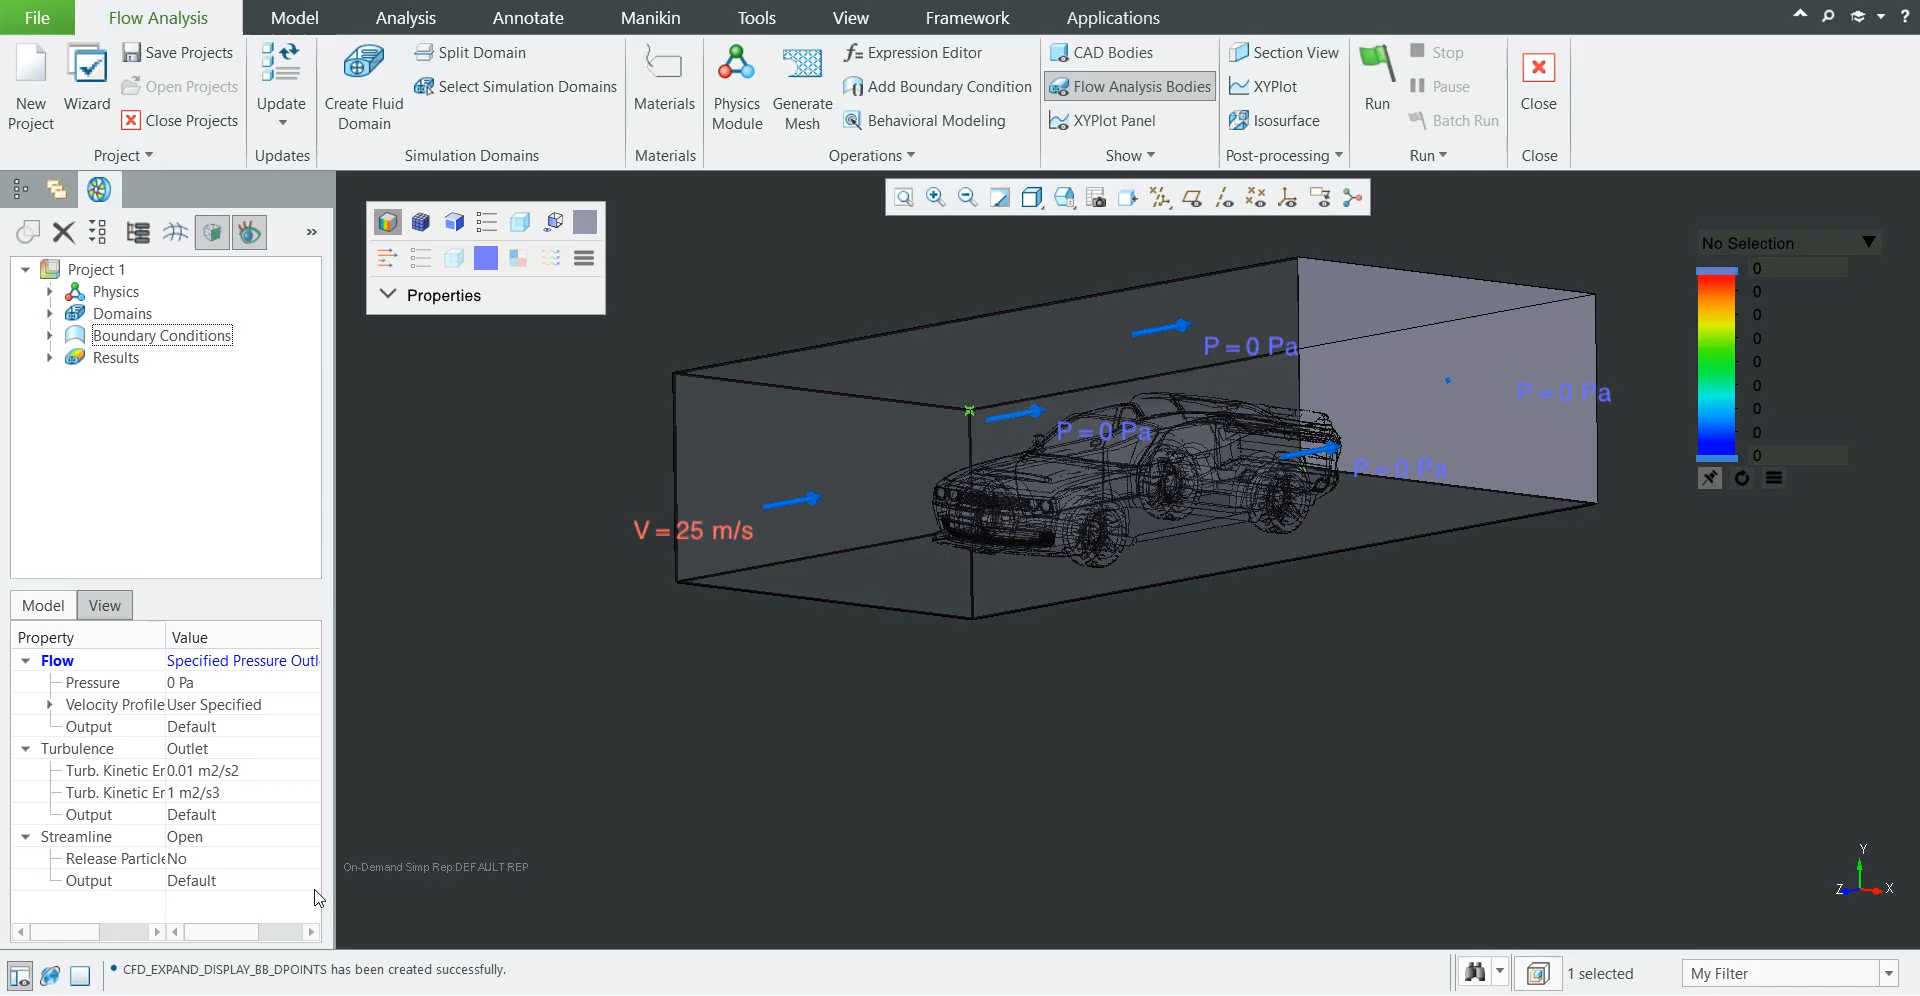 File
Flow Analysis
Model
Analysis
Annotate
Manikin
Tools
View
Framework
Applications
?
New
Project
Wizard
Save Projects
Open Projects
Close Projects
Project
Update
Updates
Create Fluid
Domain
Split Domain
Select Simulation Domains
Simulation Domains
Materials
Materials
Physics
Module
Generate
Mesh
Expression Editor
Add Boundary Condition
Behavioral Modeling
Operations
CAD Bodies
Flow Analysis Bodies
XYPlot Panel
Show
Section View
XYPlot
Isosurface
Post-processing
Run
Stop
Pause
Batch Run
Run
Close
Close
»
Project 1
Physics
Domains
Boundary Conditions
Results
Model
View
Property Value
Flow Specified Pressure Outl
Pressure 0 Pa
Velocity Profile User Specified
Output Default
Turbulence Outlet
Turb. Kinetic Er 0.01 m2/s2
Turb. Kinetic Er 1 m2/s3
Output Default
Streamline Open
Release Particle No
Output Default
Properties
P = 0 Pa
P = 0 Pa
P = 0 Pa
P = 0 Pa
V = 25 m/s
No Selection
0
0
0
0
0
0
0
0
0
On-Demand Simp Rep:DEFAULT REP
Y
Z
X
CFD_EXPAND_DISPLAY_BB_DPOINTS has been created successfully.
1 selected
My Filter